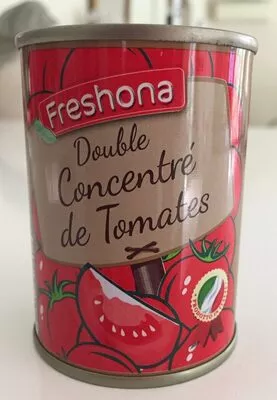 Freshona
Double
Concentré
de Tomates